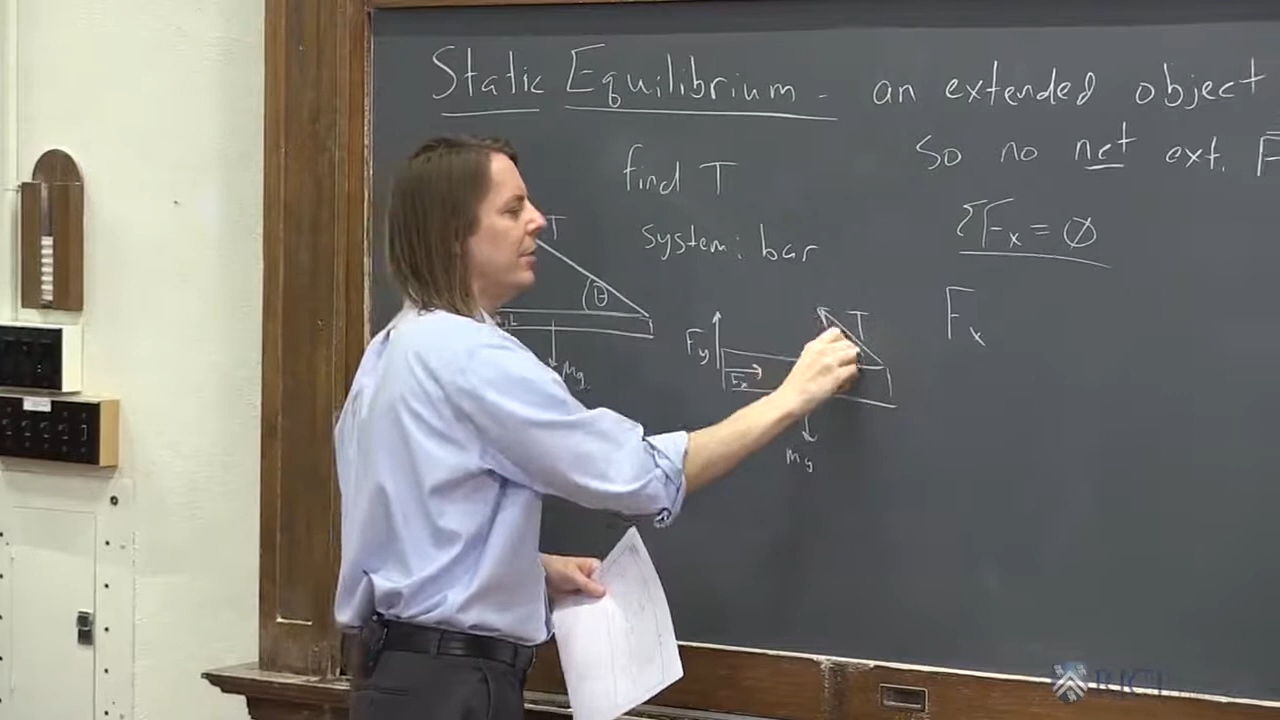 Static Equilibrium - an extended object
so no net ext. F
find T
system: bar
ΣFx = 0
T
θ
L
Mg
Fy
Fx
T
mg
Fx